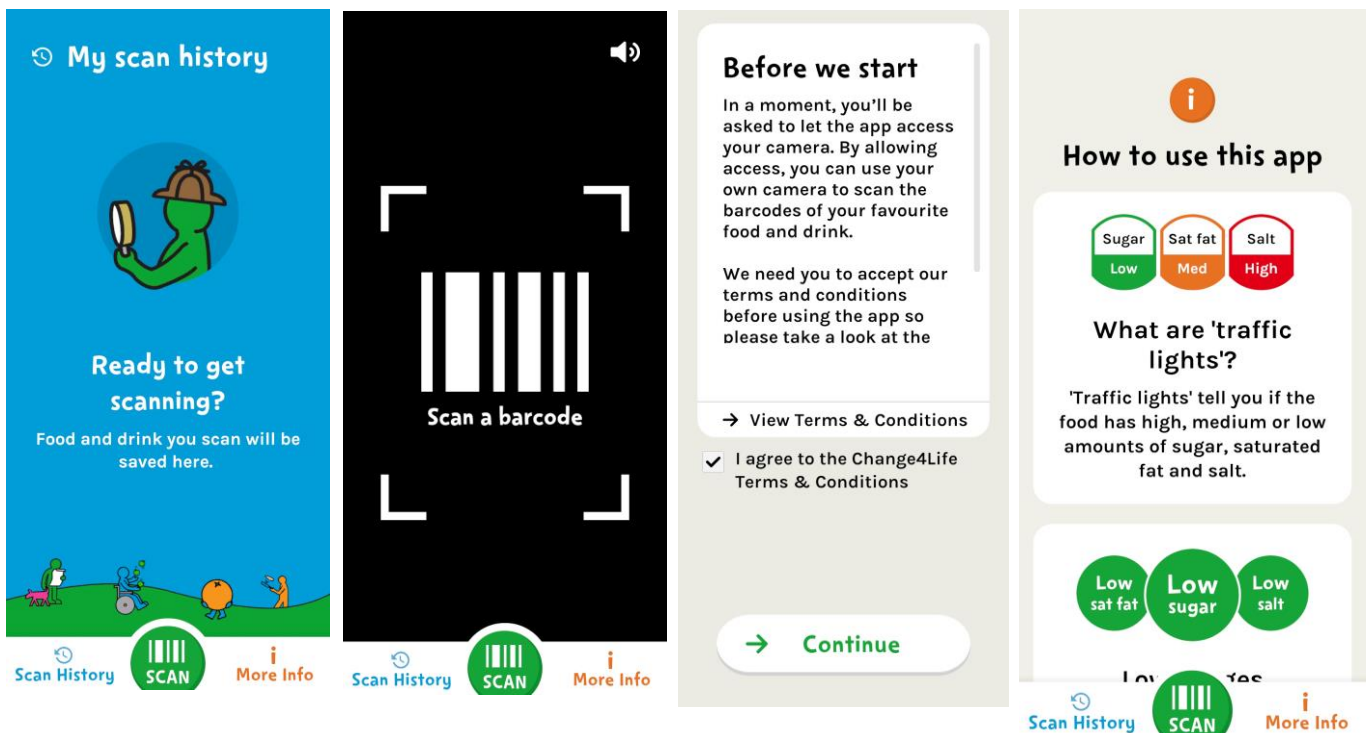 My scan history
Ready to get
scanning?
Food and drink you scan will be
saved here.
Scan History
SCAN
More Info
Scan a barcode
Scan History
SCAN
More Info
Before we start
In a moment, you'll be
asked to let the app access
your camera. By allowing
access, you can use your
own camera to scan the
barcodes of your favourite
food and drink.
We need you to accept our
terms and conditions
before using the app so
please take a look at the
→ View Terms & Conditions
I agree to the Change4Life
Terms & Conditions
→ Continue
i
How to use this app
Sugar Sat fat Salt
Low Med High
What are 'traffic
lights'?
'Traffic lights' tell you if the
food has high, medium or low
amounts of sugar, saturated
fat and salt.
Low Low Low
sat fat sugar salt
Scan History
SCAN
More Info